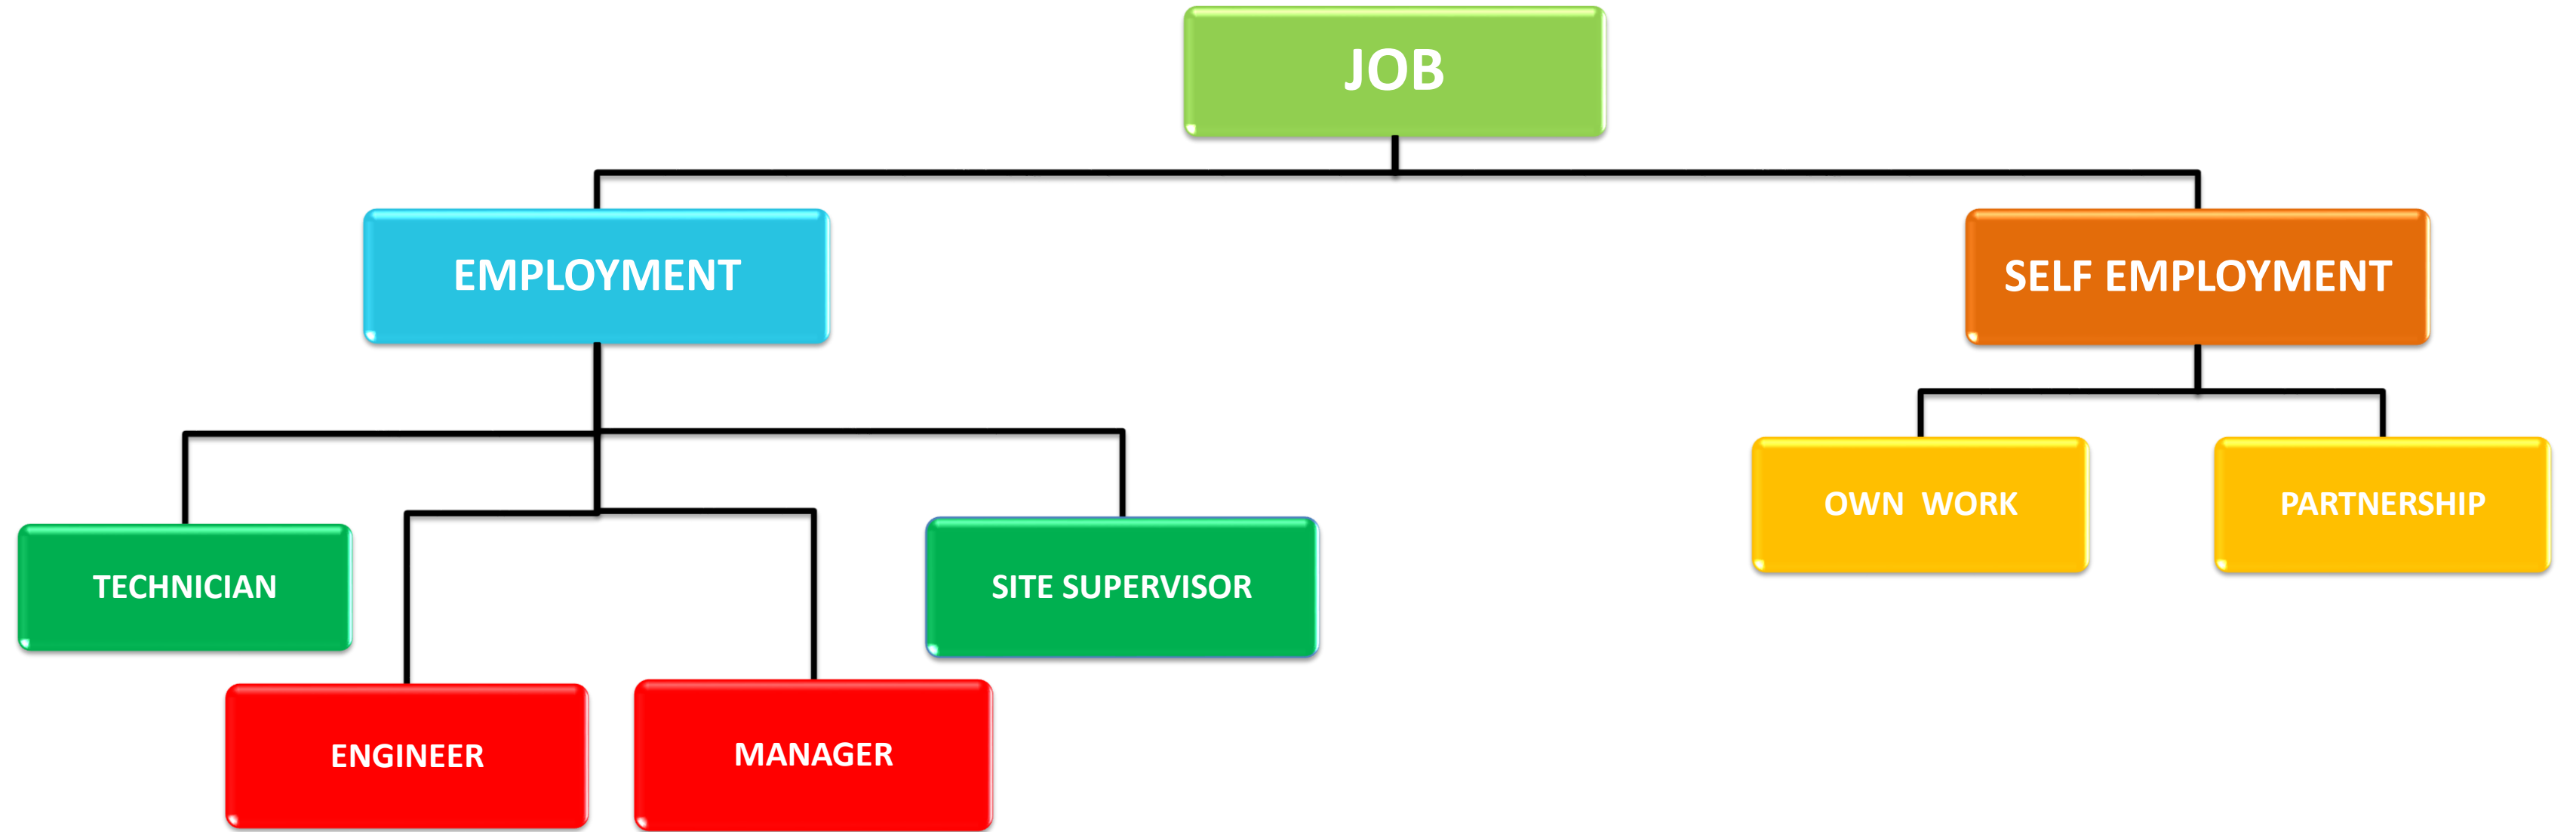 JOB
EMPLOYMENT
SELF EMPLOYMENT
OWN WORK
PARTNERSHIP
TECHNICIAN
SITE SUPERVISOR
ENGINEER
MANAGER